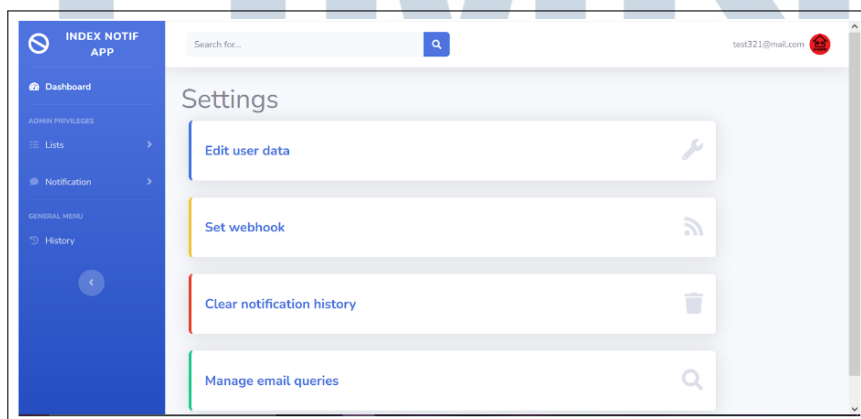 INDEX NOTIF
APP
Search for...
test321@mail.com
Dashboard
Settings
ADMIN PRIVILEGES
Lists
Edit user data
Notification
GENERAL MENU
Set webhook
History
Clear notification history
Manage email queries